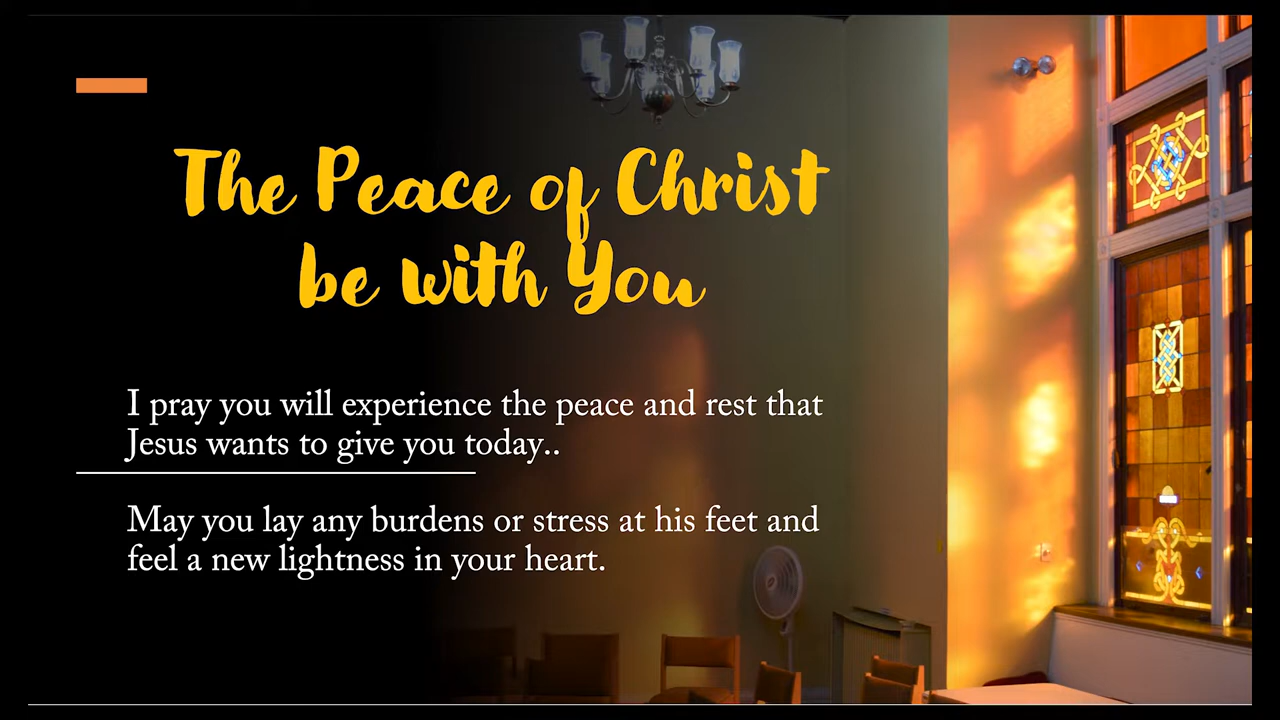 The Peace of Christ
be with You
I pray you will experience the peace and rest that
Jesus wants to give you today..
May you lay any burdens or stress at his feet and
feel a new lightness in your heart.